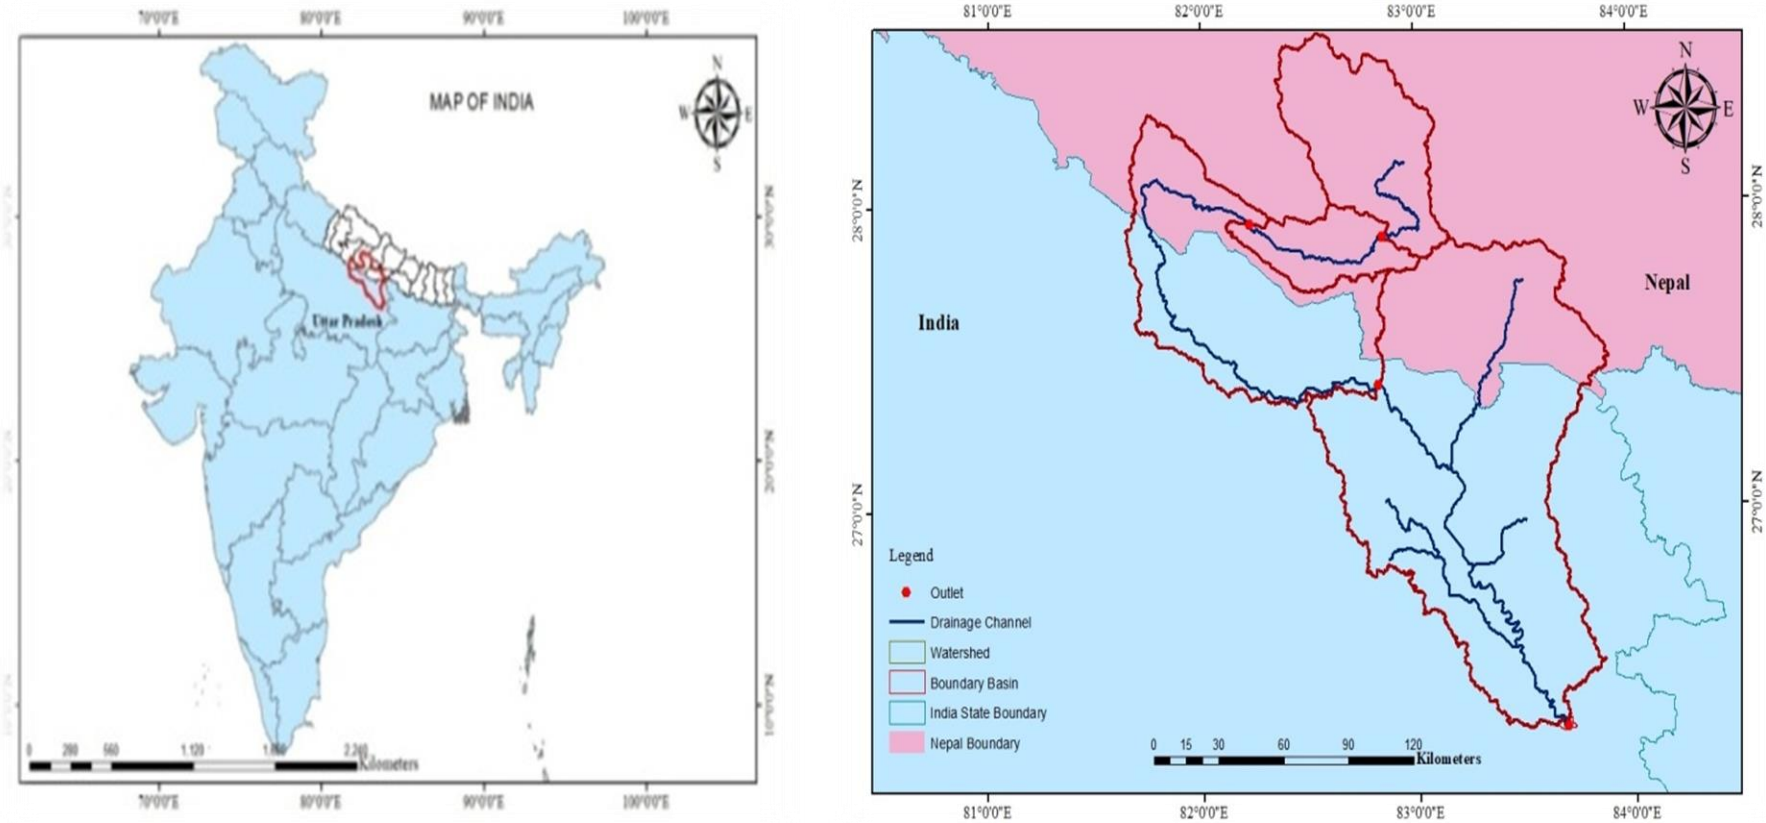 70°0'0"E 80°0'0"E 90°0'0"E 100°0'0"E
MAP OF INDIA
N
W E
S
Uttar Pradesh
0 280 560 1,120 2,240
Kilometers
70°0'0"E 80°0'0"E 90°0'0"E 100°0'0"E
81°0'0"E 82°0'0"E 83°0'0"E 84°0'0"E
N
W E
S
28°0'0"N 28°0'0"N
Nepal
India
27°0'0"N 27°0'0"N
Legend
Outlet
Drainage Channel
Watershed
Boundary Basin
India State Boundary
Nepal Boundary
0 15 30 60 90 120
Kilometers
81°0'0"E 82°0'0"E 83°0'0"E 84°0'0"E